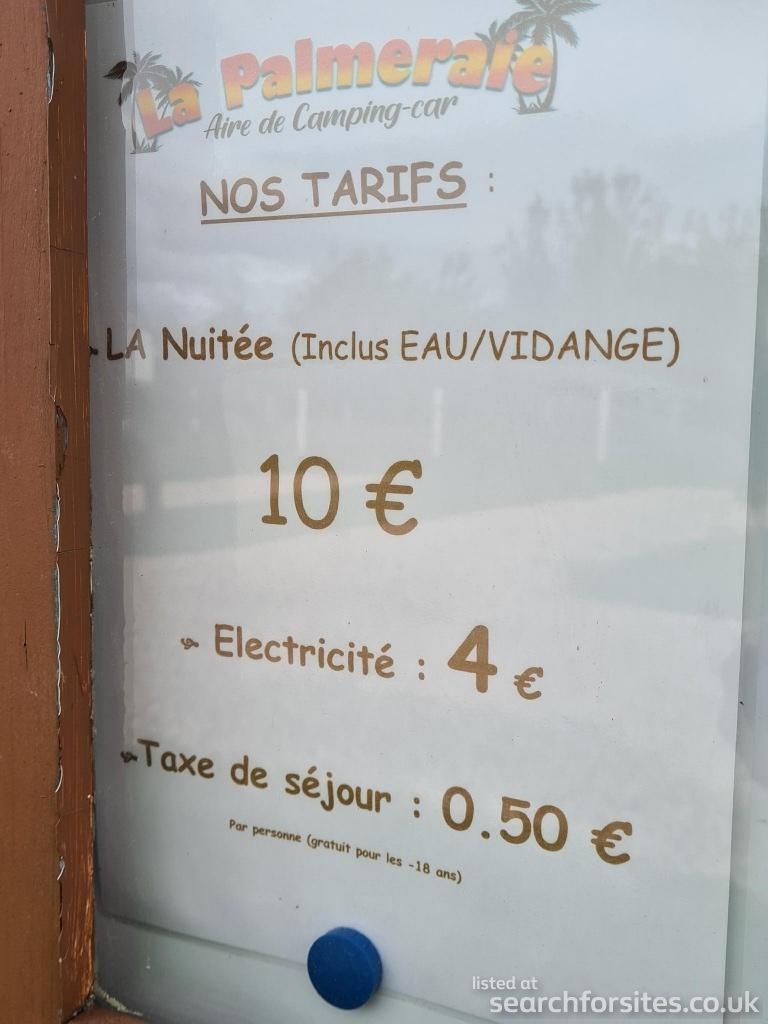 La Palmeraie
Aire de Camping-car
NOS TARIFS :
LA Nuitée (Inclus EAU/VIDANGE)
10 €
Electricité : 4 €
Taxe de séjour : 0.50 €
Par personne (gratuit pour les -18 ans)
listed at
searchforsites.co.uk